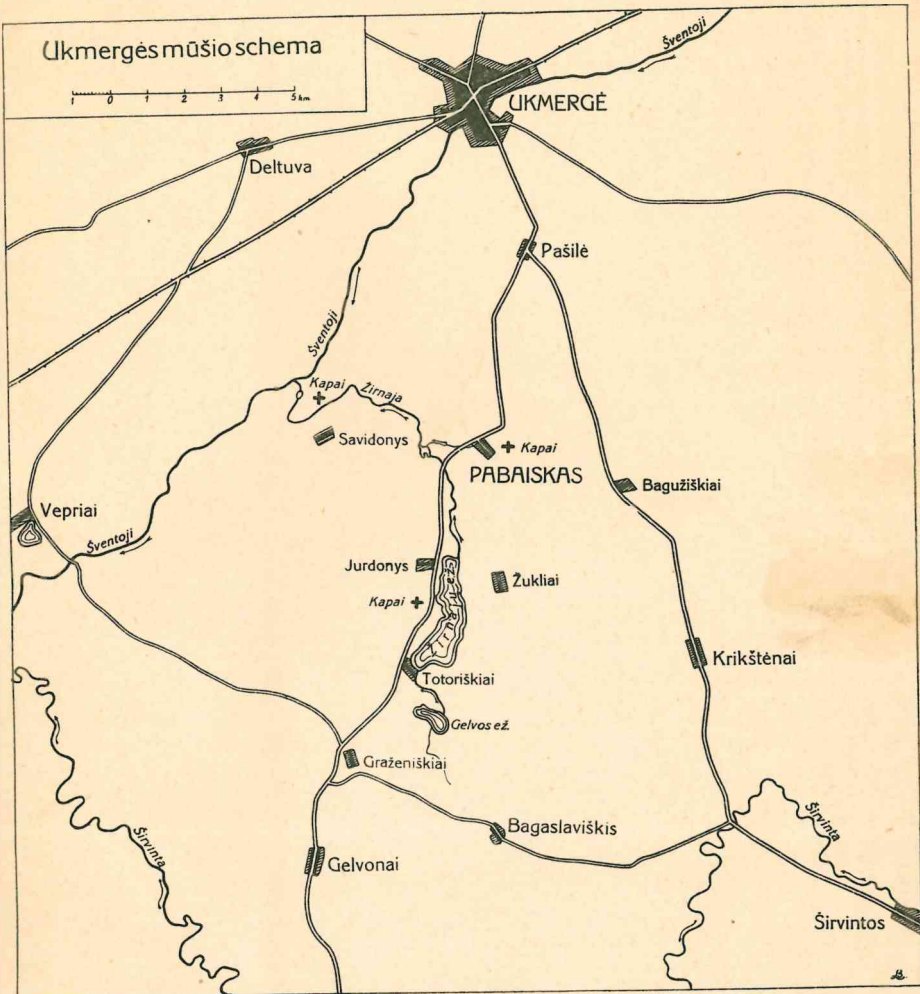 Ukmergės mūšio schema
1 0 1 2 3 4 5 km.
Šventoji
UKMERGĖ
Deltuva
Pašilė
Šventoji
Kapai
Žirnaja
Savidonys
Kapai
PABAISKAS
Bagužiškiai
Vepriai
Šventoji
Jurdonys
Žukliai
Kapai
Krikštėnai
Totoriškiai
Gelvos ež.
Graženiškiai
Širvinta
Bagaslaviškis
Širvinta
Gelvonai
Širvintos